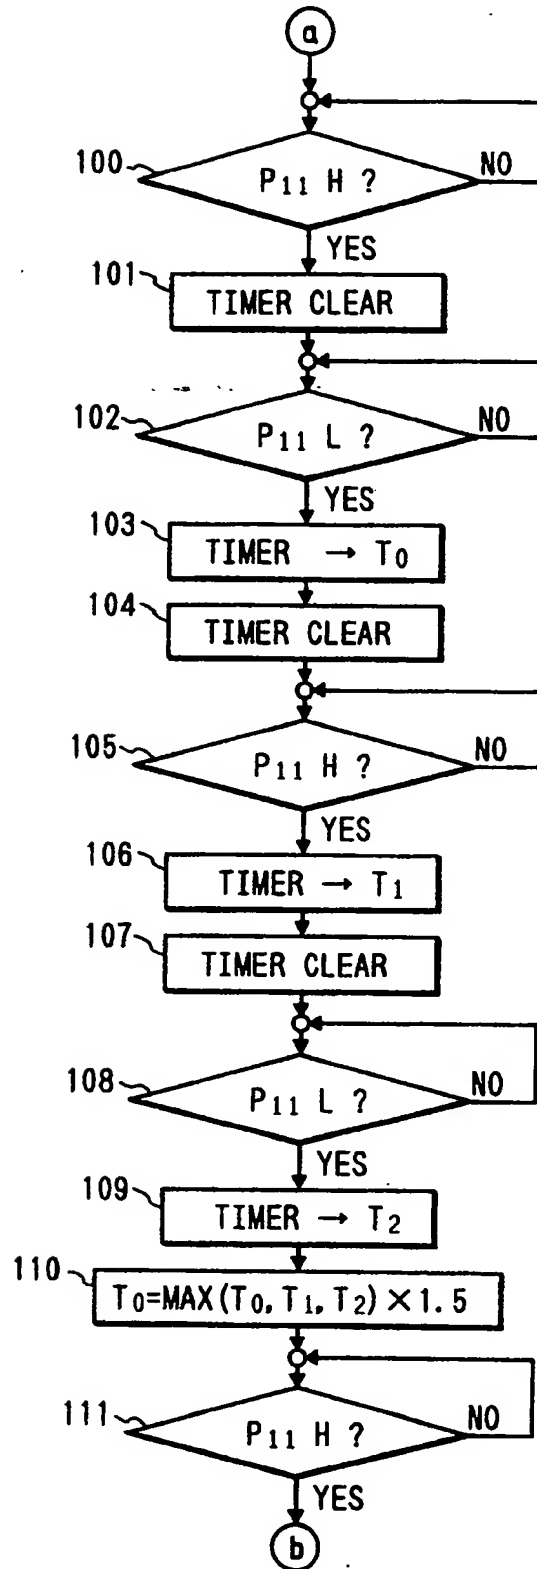 a
100
P₁₁ H ?
NO
YES
101
TIMER CLEAR
102
P₁₁ L ?
NO
YES
103
TIMER → T₀
104
TIMER CLEAR
105
P₁₁ H ?
NO
YES
106
TIMER → T₁
107
TIMER CLEAR
108
P₁₁ L ?
NO
YES
109
TIMER → T₂
110
T₀=MAX(T₀, T₁, T₂) × 1.5
111
P₁₁ H ?
NO
YES
b